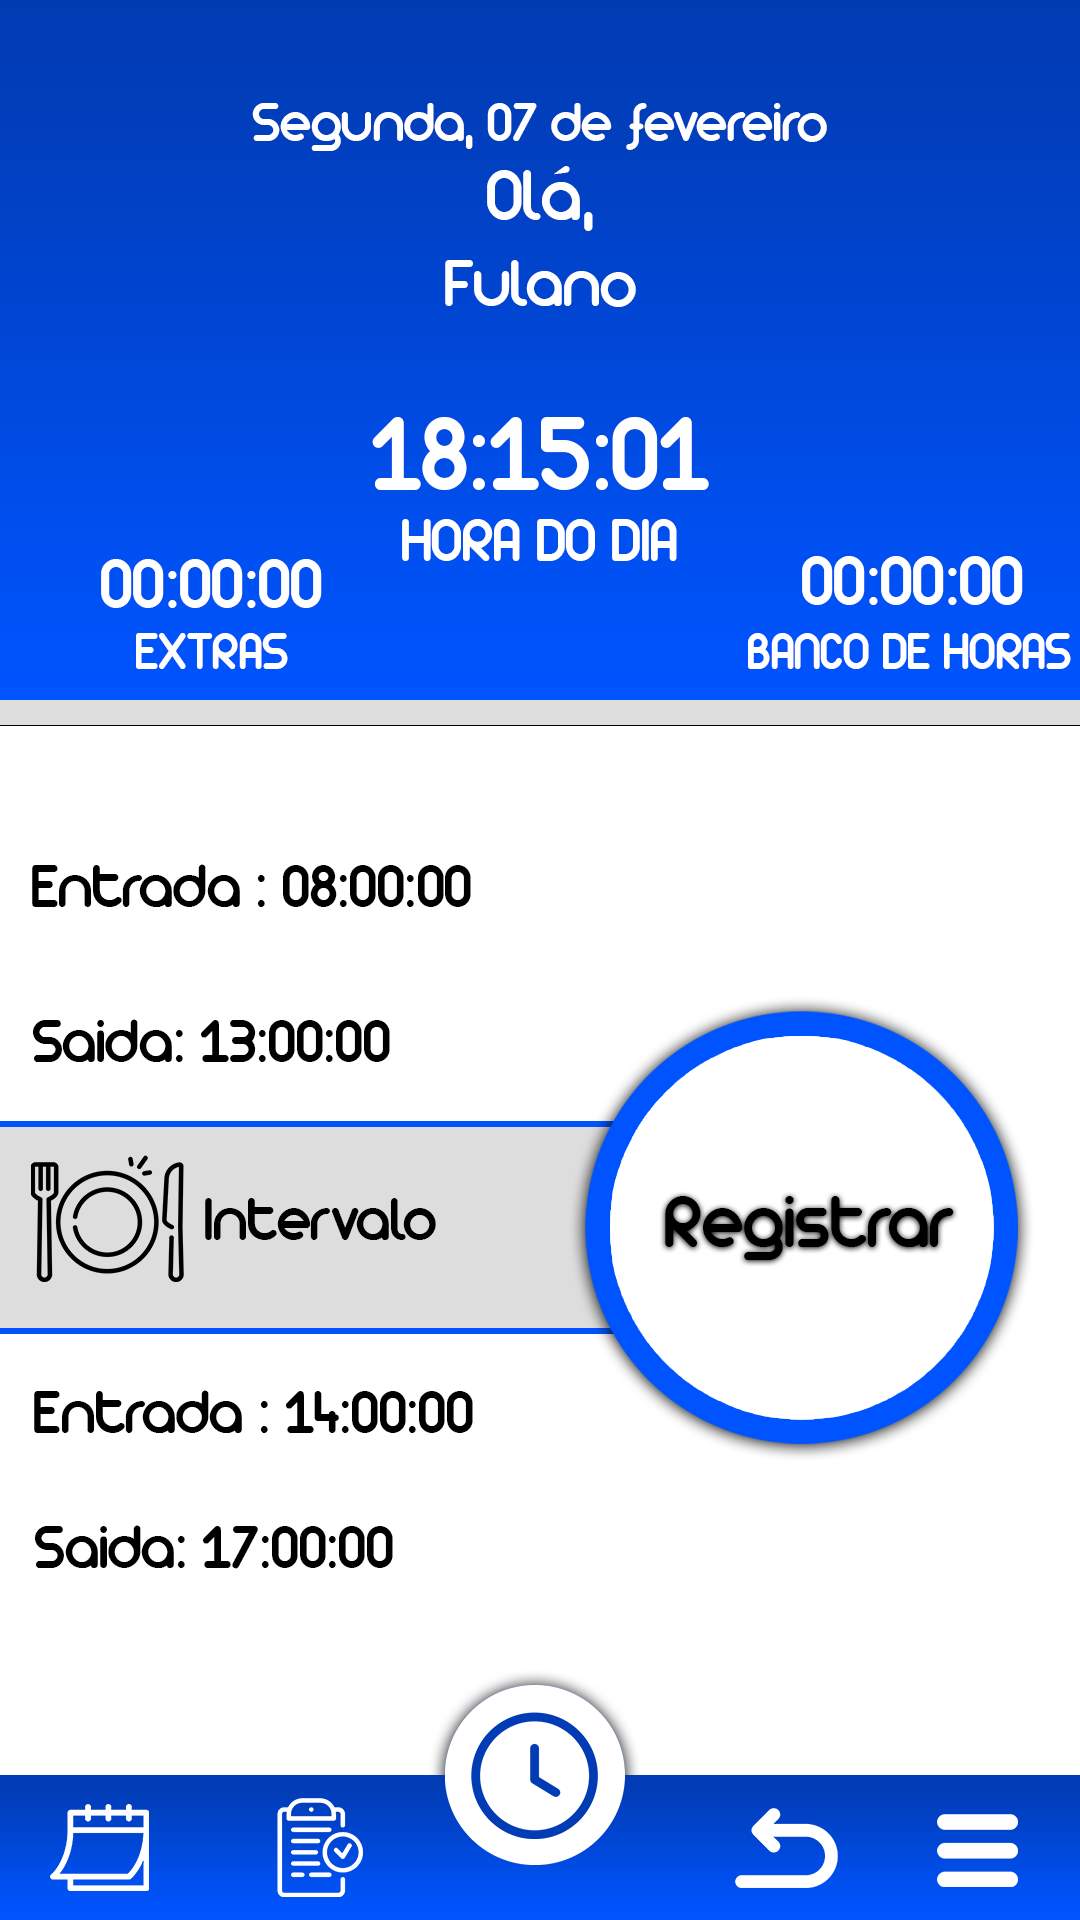 Segunda, 07 de fevereiro
Olá,
Fulano
18:15:01
HORA DO DIA
00:00:00
EXTRAS
00:00:00
BANCO DE HORAS
Entrada : 08:00:00
Saida: 13:00:00
Intervalo
Registrar
Entrada : 14:00:00
Saida: 17:00:00